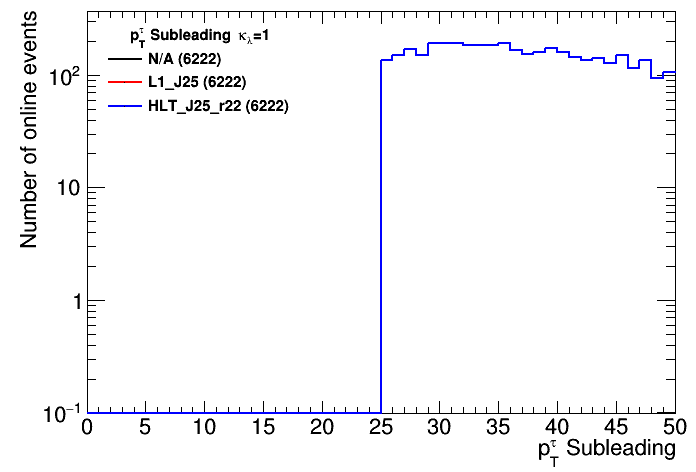 Number of online events
p_T^τ Subleading κ_λ=1
N/A (6222)
L1_J25 (6222)
HLT_J25_r22 (6222)
10²
10
1
10⁻¹
0 5 10 15 20 25 30 35 40 45 50
p_T^τ Subleading